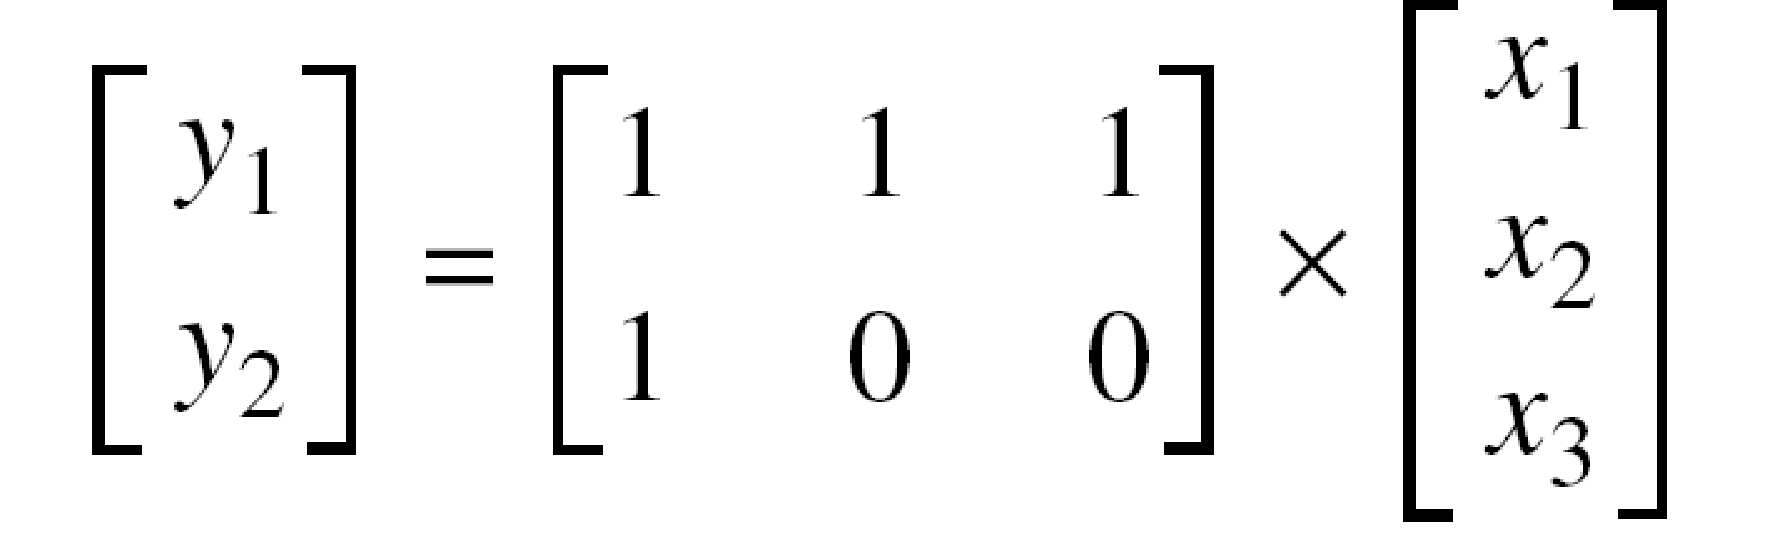 [ y₁ ] = [ 1 1 1 ] × [ x₁ ]
[ y₂ ] [ 1 0 0 ] [ x₂ ]
[ x₃ ]